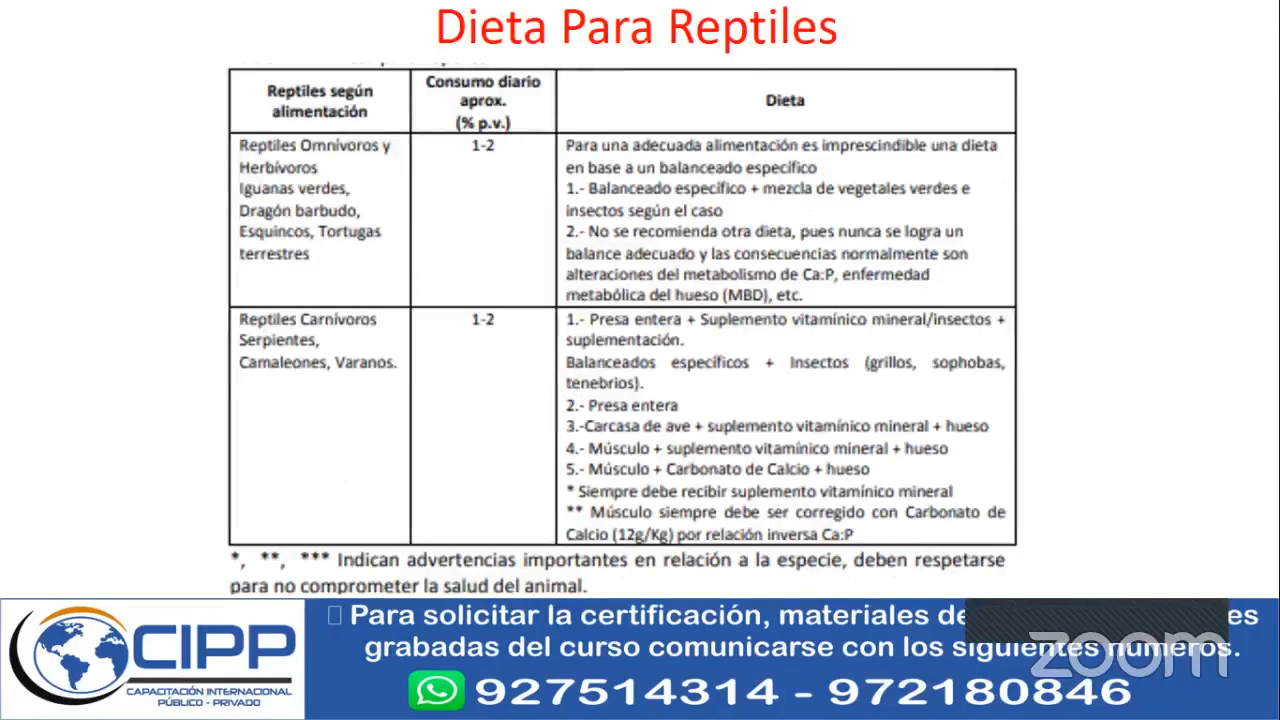 Dieta Para Reptiles
Reptiles según
alimentación
Consumo diario
aprox.
(% p.v.)
Dieta
Reptiles Omnívoros y
Herbívoros
Iguanas verdes,
Dragón barbudo,
Esquincos, Tortugas
terrestres
1-2
Para una adecuada alimentación es imprescindible una dieta
en base a un balanceado específico
1.- Balanceado específico + mezcla de vegetales verdes e
insectos según el caso
2.- No se recomienda otra dieta, pues nunca se logra un
balance adecuado y las consecuencias normalmente son
alteraciones del metabolismo de Ca:P, enfermedad
metabólica del hueso (MBD), etc.
Reptiles Carnívoros
Serpientes,
Camaleones, Varanos.
1-2
1.- Presa entera + Suplemento vitamínico mineral/insectos +
suplementación.
Balanceados específicos + Insectos (grillos, sophobas,
tenebrios).
2.- Presa entera
3.-Carcasa de ave + suplemento vitamínico mineral + hueso
4.- Músculo + suplemento vitamínico mineral + hueso
5.- Músculo + Carbonato de Calcio + hueso
* Siempre debe recibir suplemento vitamínico mineral
** Músculo siempre debe ser corregido con Carbonato de
Calcio (12g/Kg) por relación inversa Ca:P
*, **, *** Indican advertencias importantes en relación a la especie, deben respetarse
para no comprometer la salud del animal.
CIPP
CAPACITACIÓN INTERNACIONAL
PÚBLICO - PRIVADO
Para solicitar la certificación, materiales de
grabadas del curso comunicarse con los siguientes números.
927514314 - 972180846
zoom